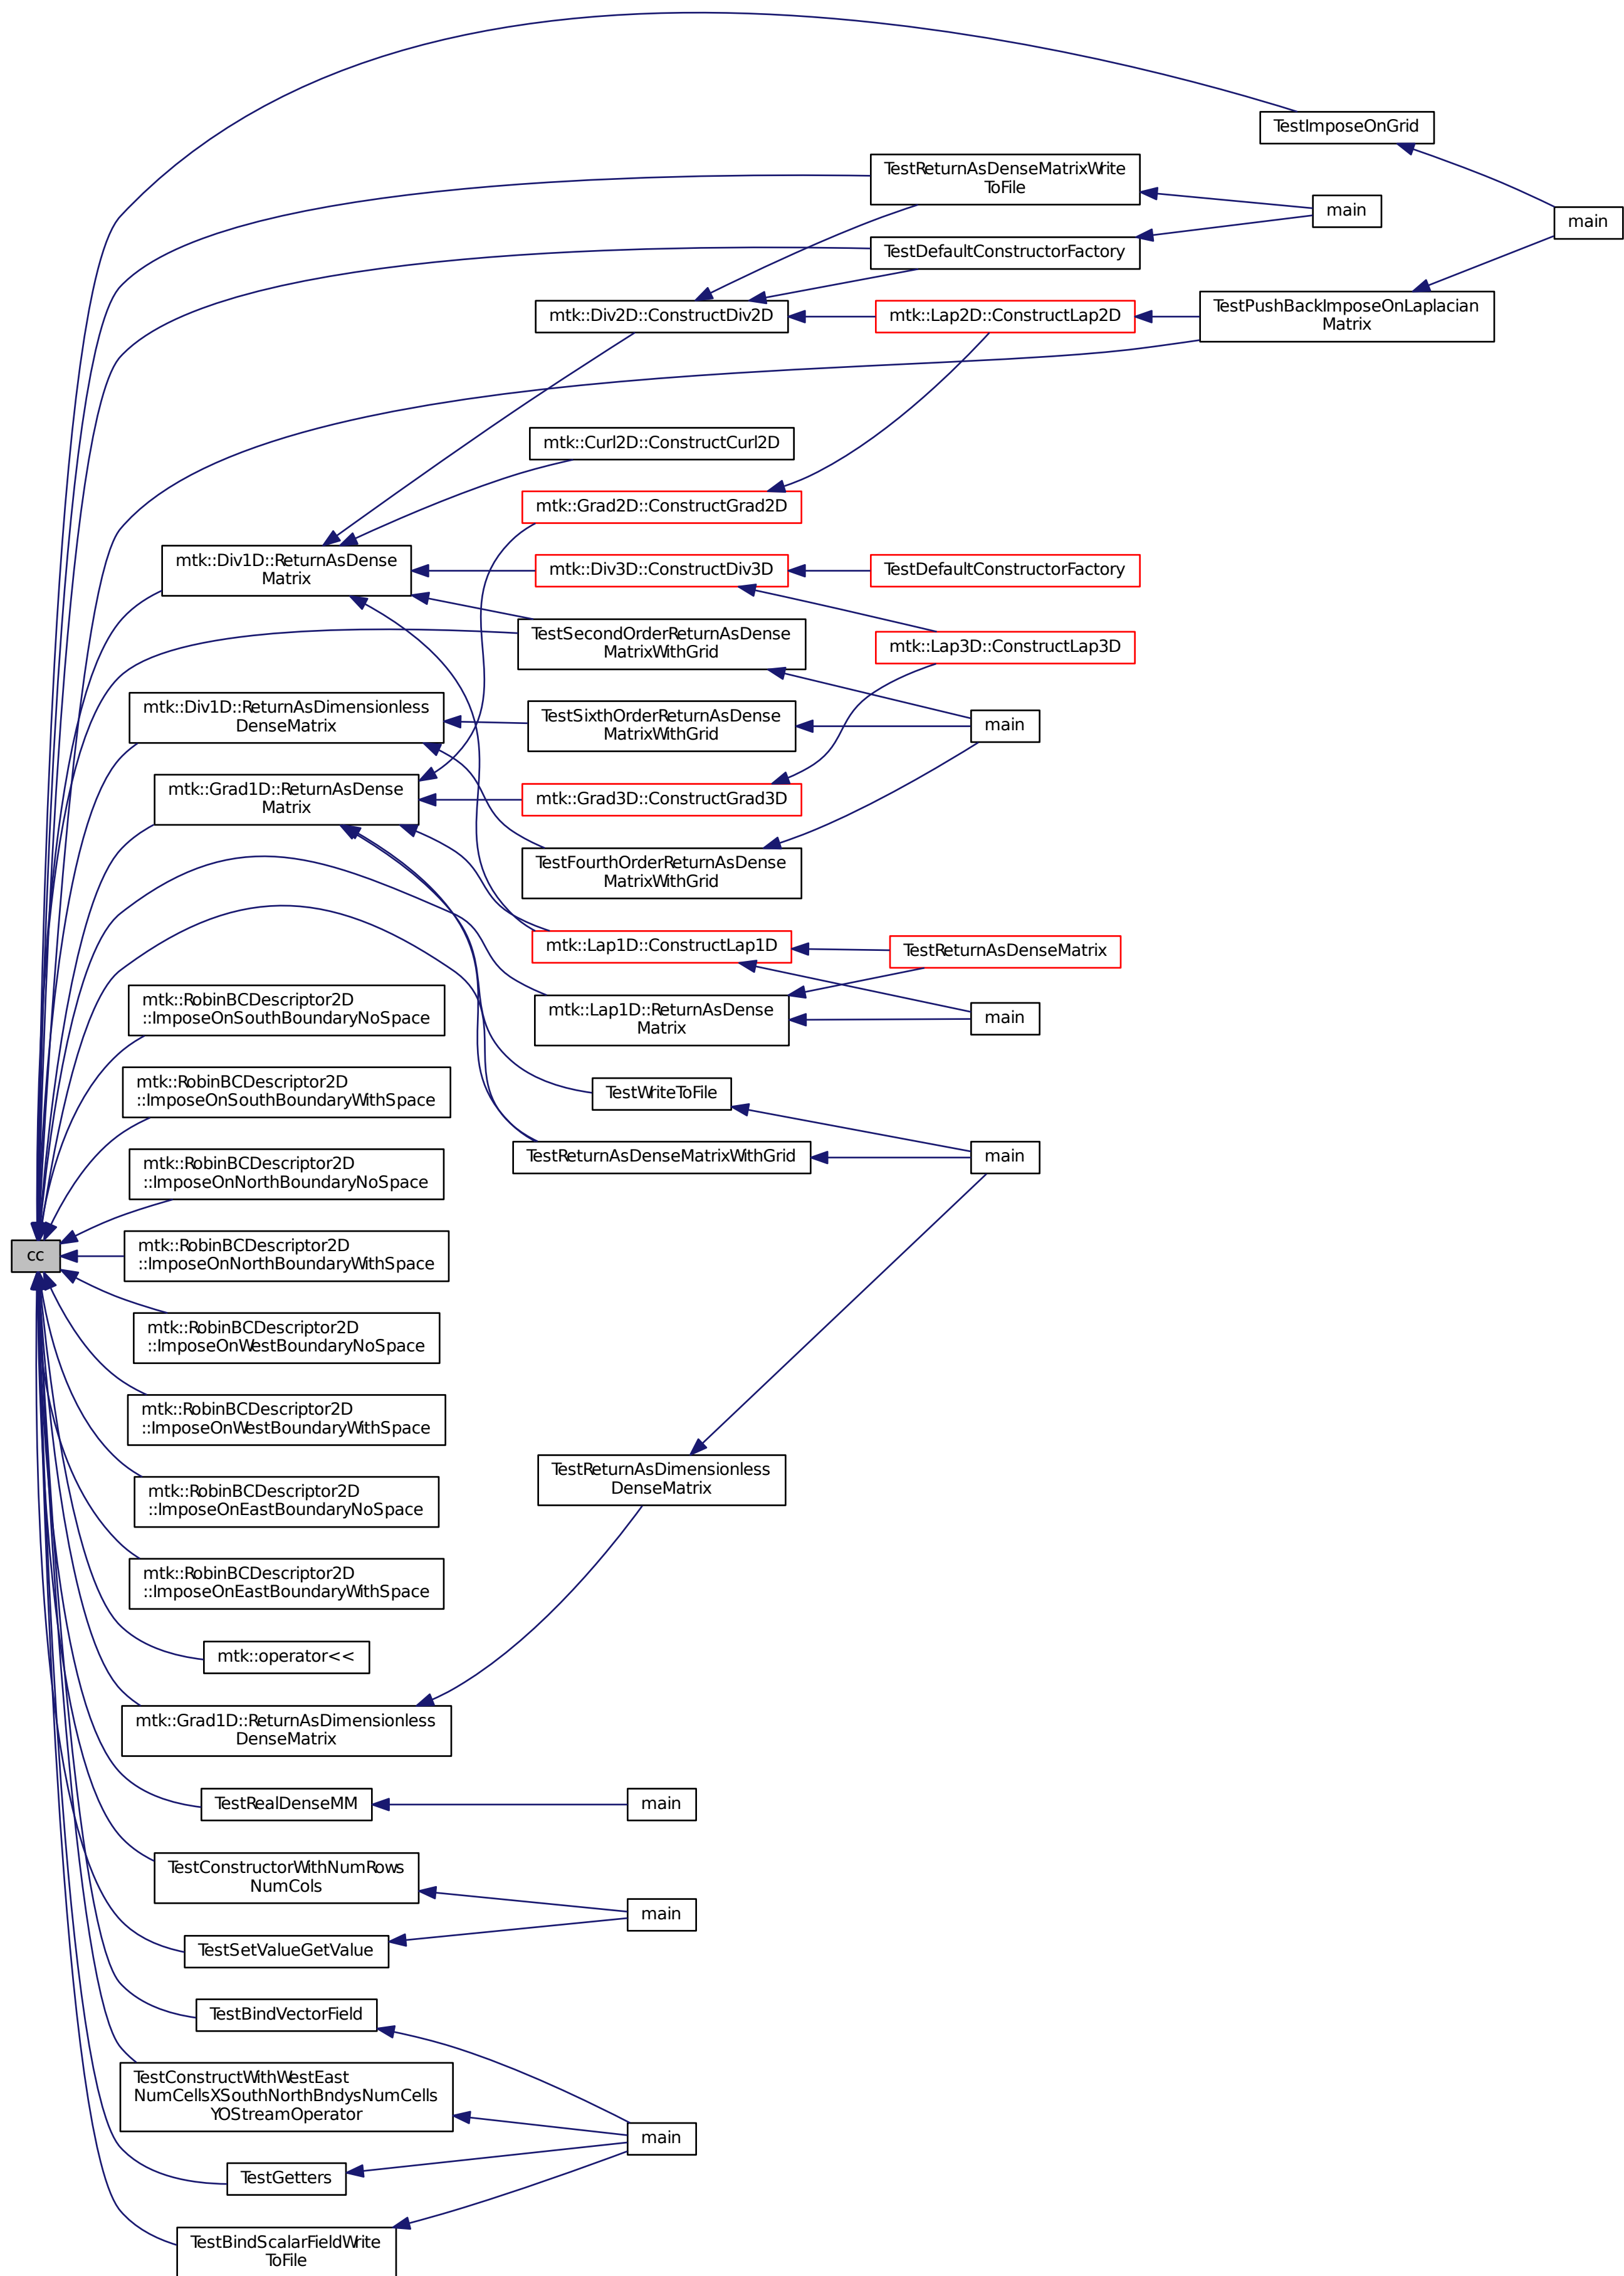 TestImposeOnGrid
TestReturnAsDenseMatrixWrite
ToFile
main
main
TestDefaultConstructorFactory
mtk::Div2D::ConstructDiv2D
mtk::Lap2D::ConstructLap2D
TestPushBackImposeOnLaplacian
Matrix
mtk::Curl2D::ConstructCurl2D
mtk::Grad2D::ConstructGrad2D
mtk::Div1D::ReturnAsDense
Matrix
mtk::Div3D::ConstructDiv3D
TestDefaultConstructorFactory
TestSecondOrderReturnAsDense
MatrixWithGrid
mtk::Lap3D::ConstructLap3D
mtk::Div1D::ReturnAsDimensionless
DenseMatrix
TestSixthOrderReturnAsDense
MatrixWithGrid
main
mtk::Grad1D::ReturnAsDense
Matrix
mtk::Grad3D::ConstructGrad3D
TestFourthOrderReturnAsDense
MatrixWithGrid
mtk::Lap1D::ConstructLap1D
TestReturnAsDenseMatrix
mtk::RobinBCDescriptor2D
::ImposeOnSouthBoundaryNoSpace
mtk::Lap1D::ReturnAsDense
Matrix
main
mtk::RobinBCDescriptor2D
::ImposeOnSouthBoundaryWithSpace
TestWriteToFile
mtk::RobinBCDescriptor2D
::ImposeOnNorthBoundaryNoSpace
TestReturnAsDenseMatrixWithGrid
main
cc
mtk::RobinBCDescriptor2D
::ImposeOnNorthBoundaryWithSpace
mtk::RobinBCDescriptor2D
::ImposeOnWestBoundaryNoSpace
mtk::RobinBCDescriptor2D
::ImposeOnWestBoundaryWithSpace
mtk::RobinBCDescriptor2D
::ImposeOnEastBoundaryNoSpace
TestReturnAsDimensionless
DenseMatrix
mtk::RobinBCDescriptor2D
::ImposeOnEastBoundaryWithSpace
mtk::operator<<
mtk::Grad1D::ReturnAsDimensionless
DenseMatrix
TestRealDenseMM
main
TestConstructorWithNumRows
NumCols
main
TestSetValueGetValue
TestBindVectorField
TestConstructWithWestEast
NumCellsXSouthNorthBndysNumCells
YOStreamOperator
main
TestGetters
TestBindScalarFieldWrite
ToFile